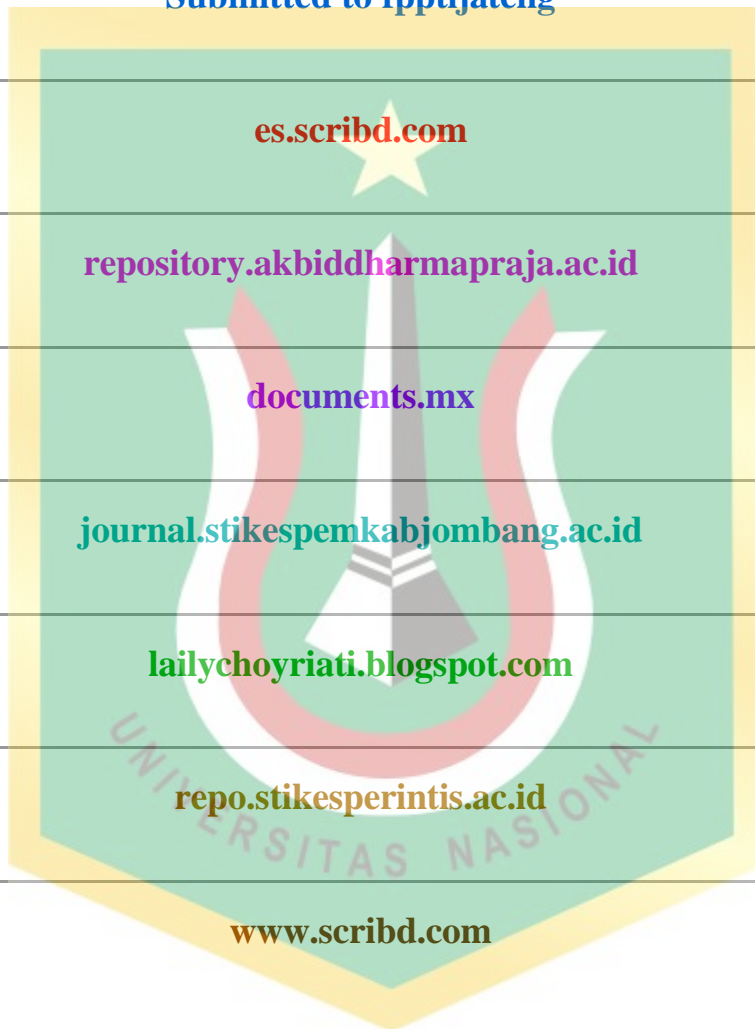 Submitted to fpptijateng
es.scribd.com
repository.akbiddharmapraja.ac.id
documents.mx
journal.stikespemkabjombang.ac.id
lailychoyriati.blogspot.com
repo.stikesperintis.ac.id
UNIVERSITAS NASIONAL
www.scribd.com